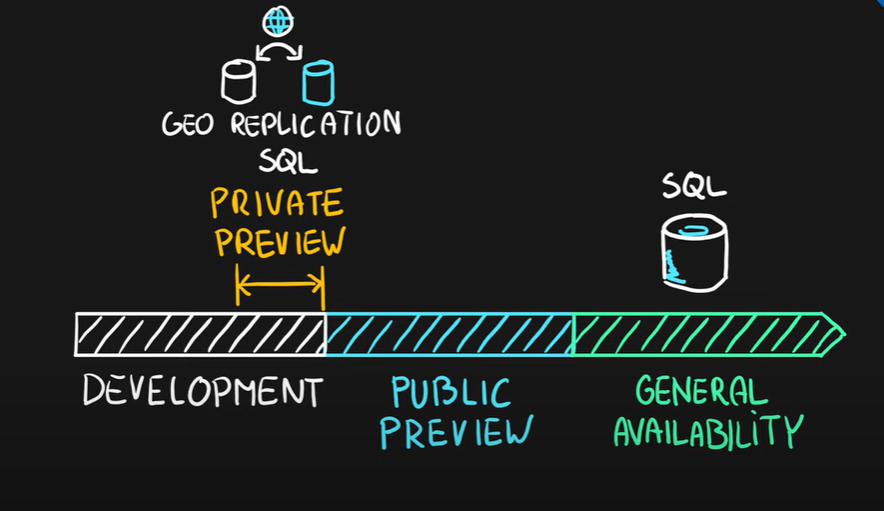 GEO REPLICATION
SQL
PRIVATE
PREVIEW
SQL
DEVELOPMENT
PUBLIC
PREVIEW
GENERAL
AVAILABILITY